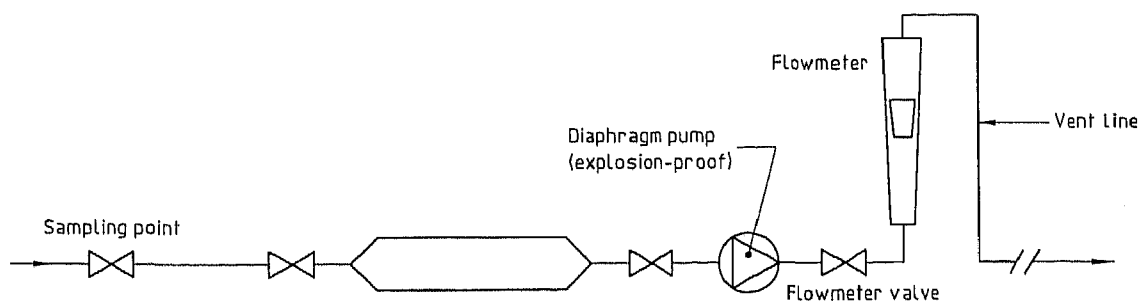 Flowmeter
Vent line
Diaphragm pump
(explosion-proof)
Sampling point
Flowmeter valve